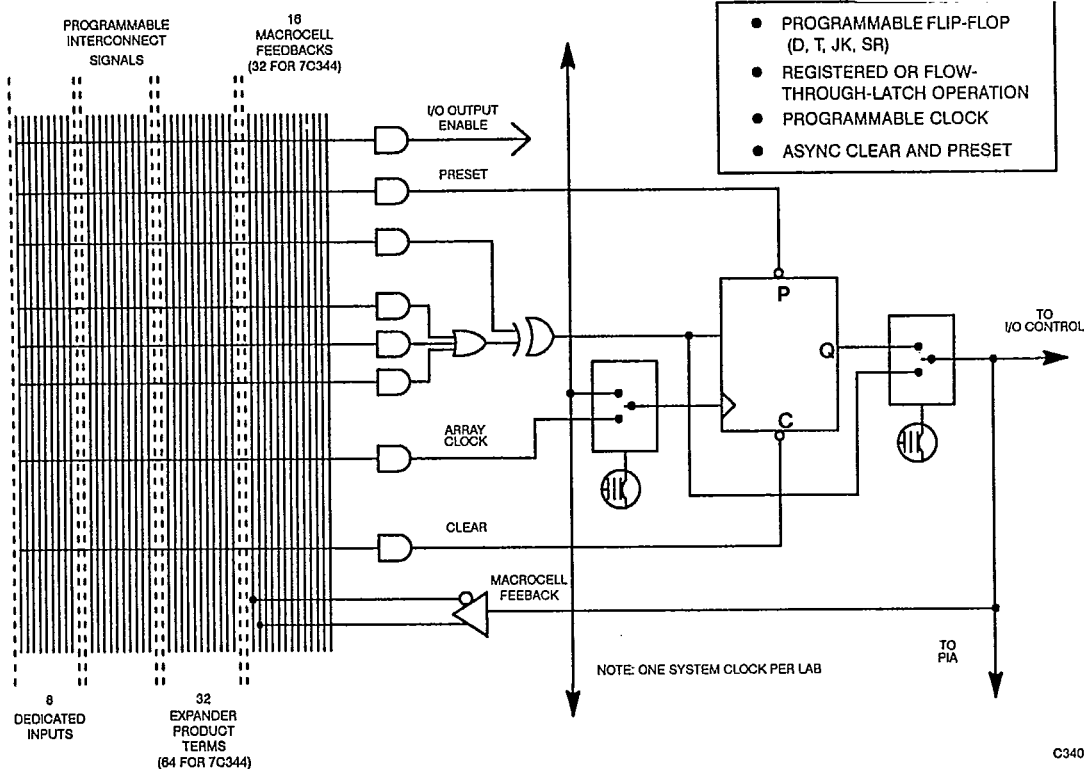 PROGRAMMABLE
INTERCONNECT
SIGNALS
16
MACROCELL
FEEDBACKS
(32 FOR 7C344)
I/O OUTPUT
ENABLE
PRESET
ARRAY
CLOCK
CLEAR
MACROCELL
FEEBACK
P
Q
C
• PROGRAMMABLE FLIP-FLOP
(D, T, JK, SR)
• REGISTERED OR FLOW-
THROUGH-LATCH OPERATION
• PROGRAMMABLE CLOCK
• ASYNC CLEAR AND PRESET
TO
I/O CONTROL
NOTE: ONE SYSTEM CLOCK PER LAB
TO
PIA
8
DEDICATED
INPUTS
32
EXPANDER
PRODUCT
TERMS
(64 FOR 7C344)
C340